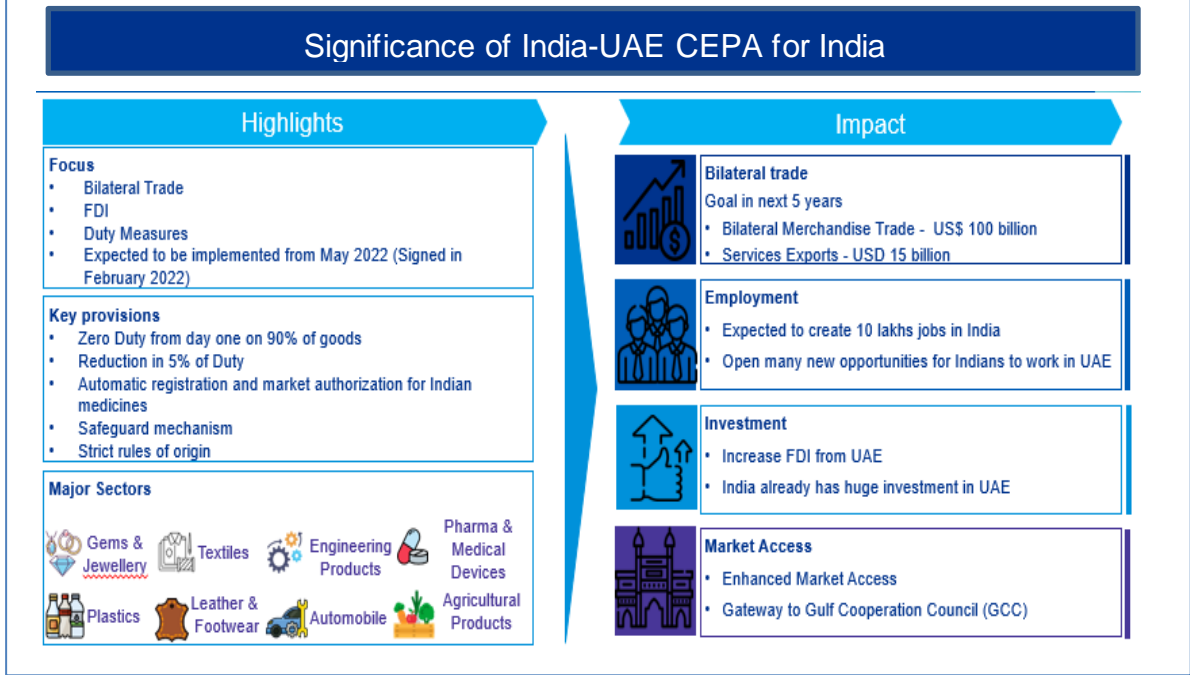 Significance of India-UAE CEPA for India
Highlights
Focus
• Bilateral Trade
• FDI
• Duty Measures
• Expected to be implemented from May 2022 (Signed in
February 2022)
Key provisions
• Zero Duty from day one on 90% of goods
• Reduction in 5% of Duty
• Automatic registration and market authorization for Indian
medicines
• Safeguard mechanism
• Strict rules of origin
Major Sectors
Gems &
Jewellery
Textiles
Engineering
Products
Pharma &
Medical
Devices
Plastics
Leather &
Footwear
Automobile
Agricultural
Products
Impact
Bilateral trade
Goal in next 5 years
• Bilateral Merchandise Trade - US$ 100 billion
• Services Exports - USD 15 billion
Employment
• Expected to create 10 lakhs jobs in India
• Open many new opportunities for Indians to work in UAE
Investment
• Increase FDI from UAE
• India already has huge investment in UAE
Market Access
• Enhanced Market Access
• Gateway to Gulf Cooperation Council (GCC)